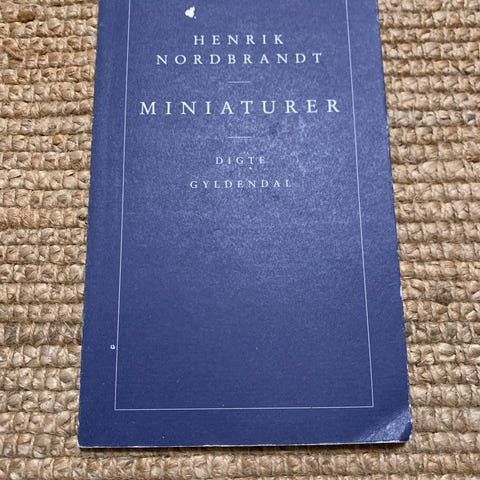 HENRIK
NORDBRANDT
MINIATURER
DIGTE
GYLDENDAL